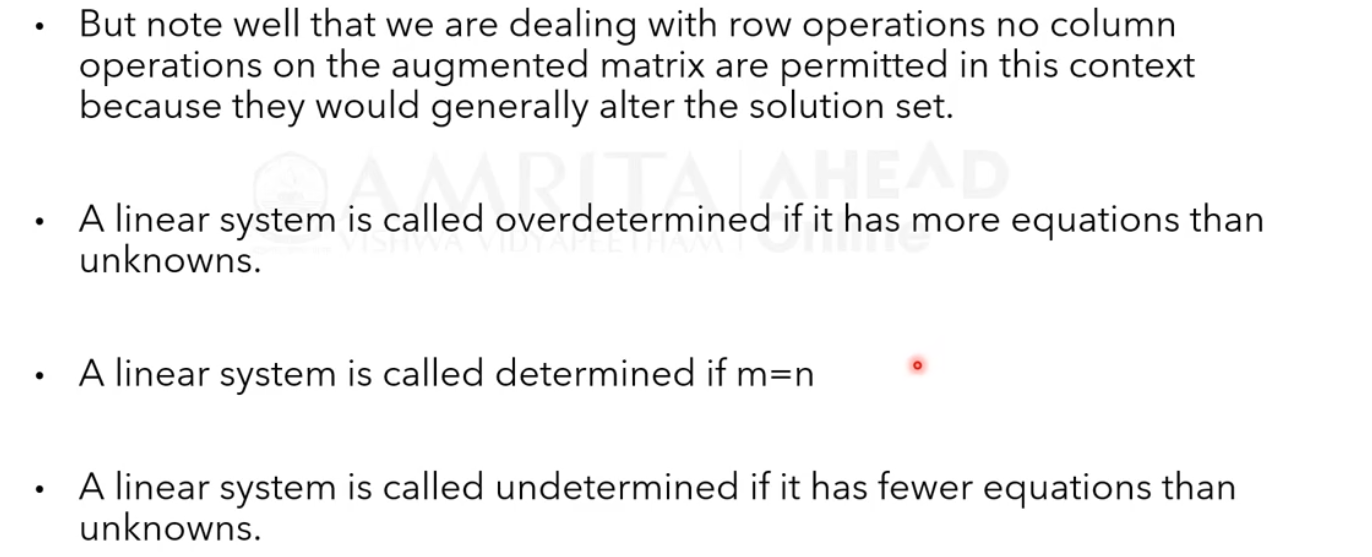 • But note well that we are dealing with row operations no column
operations on the augmented matrix are permitted in this context
because they would generally alter the solution set.
AMRITA | AHEAD
VISHWA VIDYAPEETHAM | Online
• A linear system is called overdetermined if it has more equations than
unknowns.
• A linear system is called determined if m=n
• A linear system is called undetermined if it has fewer equations than
unknowns.